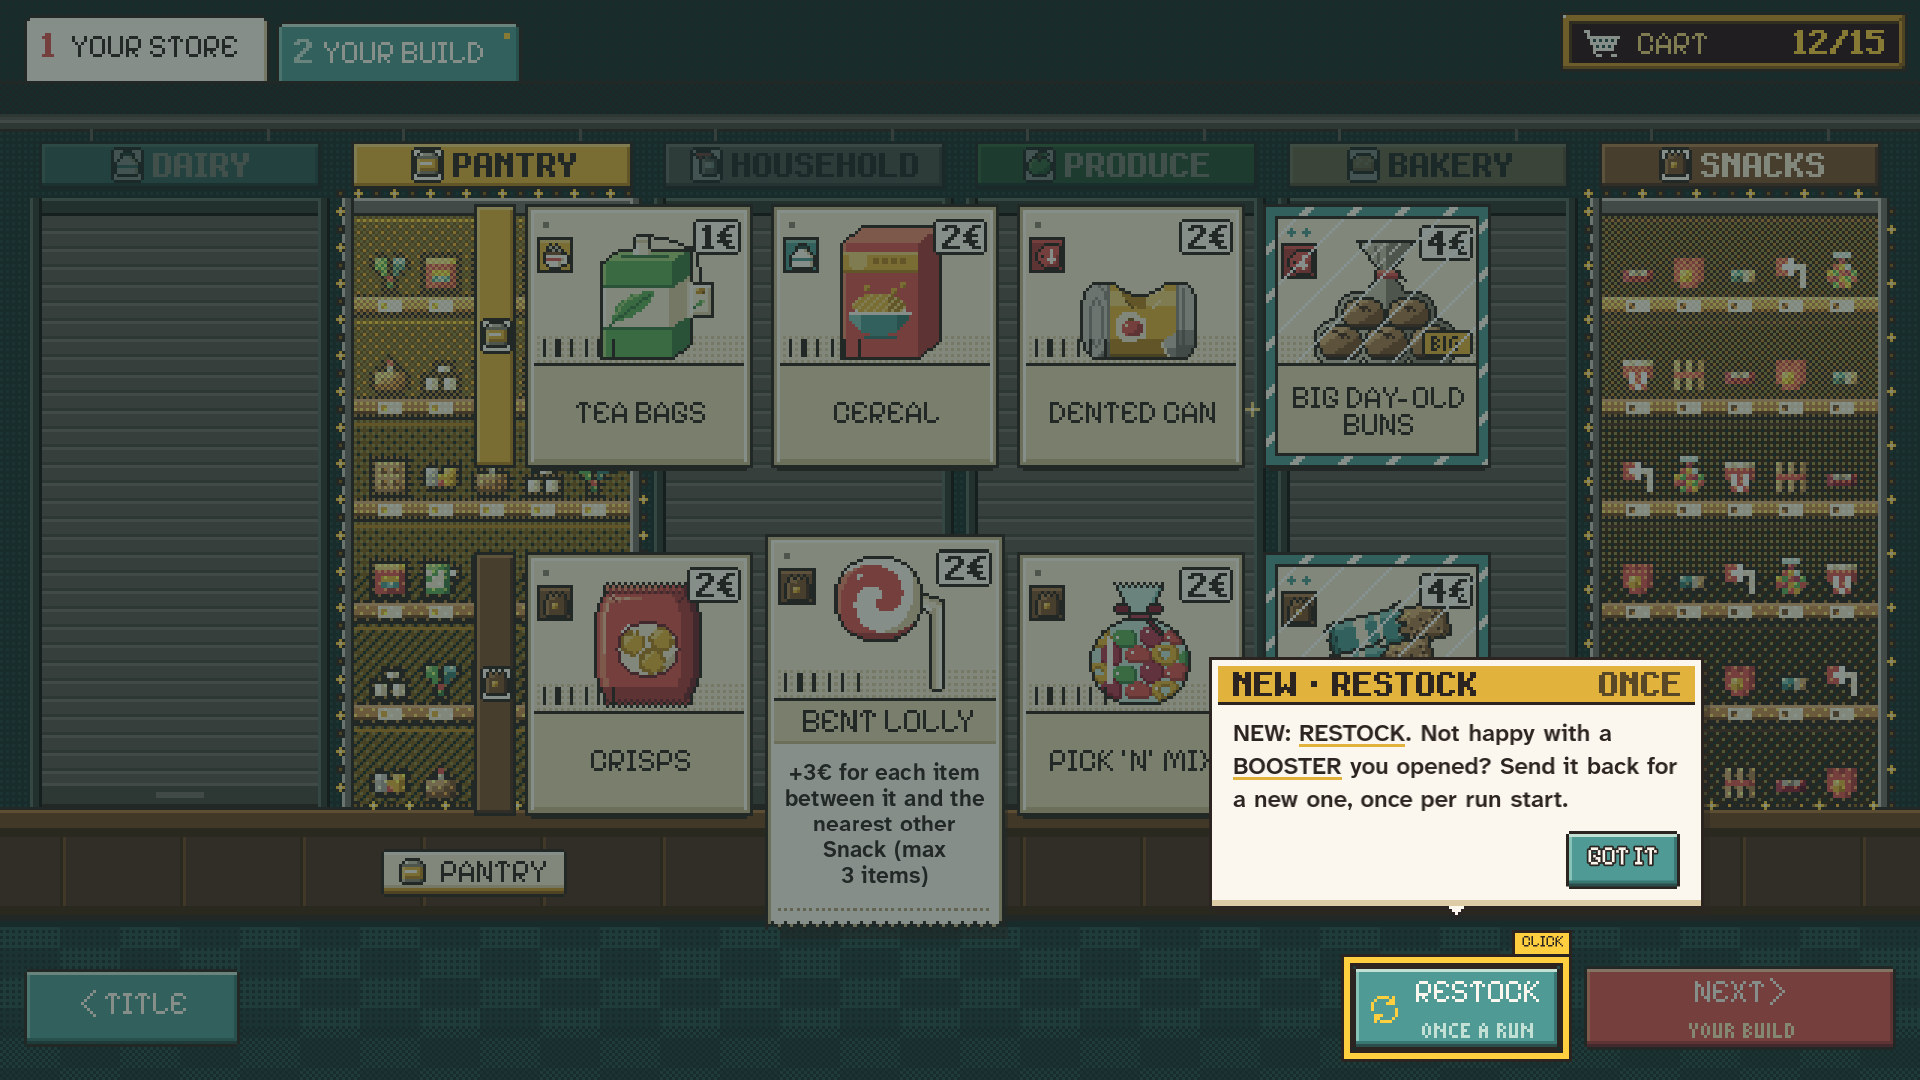 1 YOUR STORE
2 YOUR BUILD
CART 12/15
DAIRY
PANTRY
HOUSEHOLD
PRODUCE
BAKERY
SNACKS
1€
TEA BAGS
2€
CEREAL
2€
DENTED CAN
4€
BIG
BIG DAY-OLD
BUNS
2€
CRISPS
2€
BENT LOLLY
+3€ for each item
between it and the
nearest other
Snack (max
3 items)
2€
PICK 'N' MIX
4€
NEW · RESTOCK ONCE
NEW: RESTOCK. Not happy with a
BOOSTER you opened? Send it back for
a new one, once per run start.
GOT IT
PANTRY
CLICK
< TITLE
RESTOCK
ONCE A RUN
NEXT >
YOUR BUILD